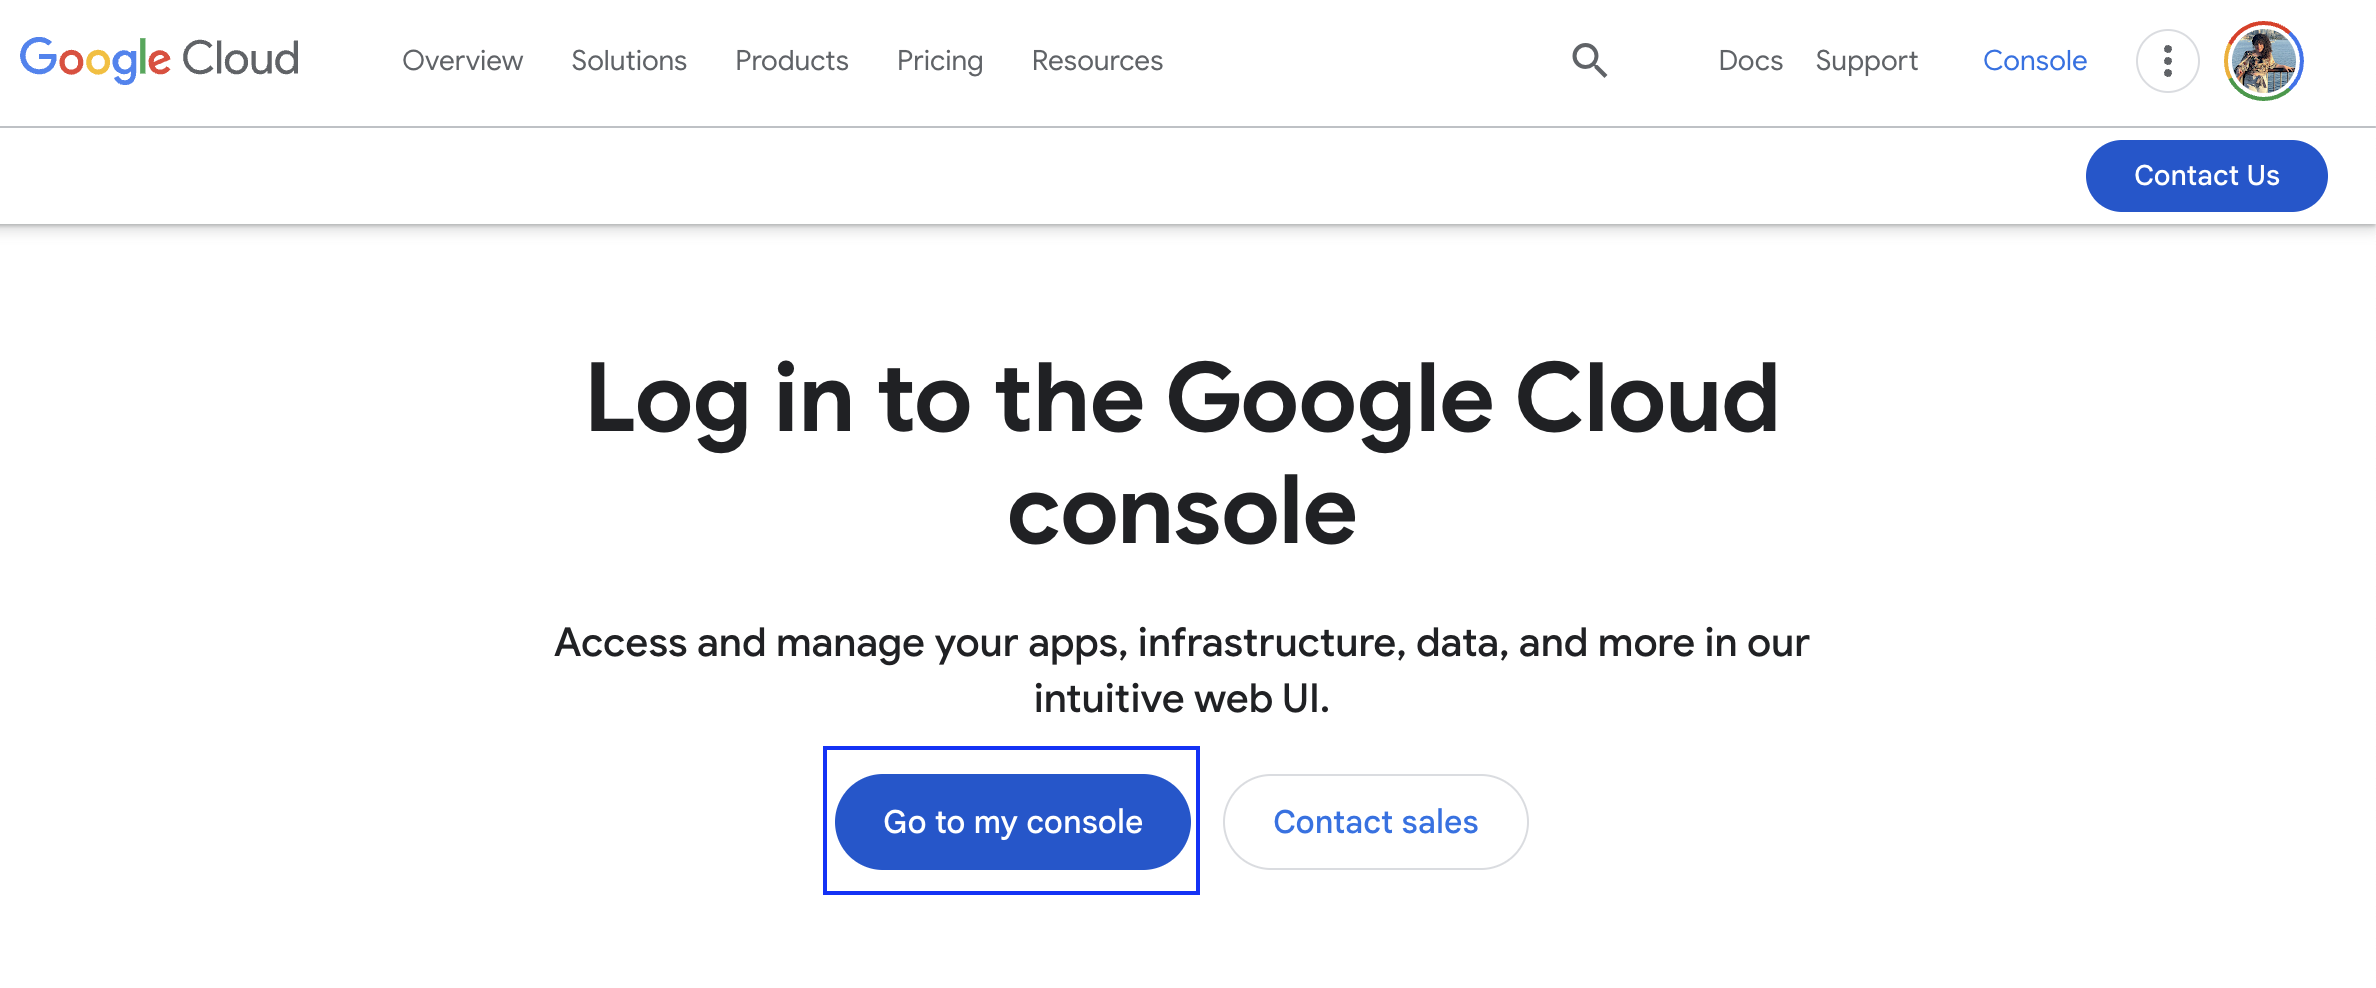 Google Cloud
Overview Solutions Products Pricing Resources Docs Support Console
Contact Us
Log in to the Google Cloud
console
Access and manage your apps, infrastructure, data, and more in our
intuitive web UI.
Go to my console Contact sales